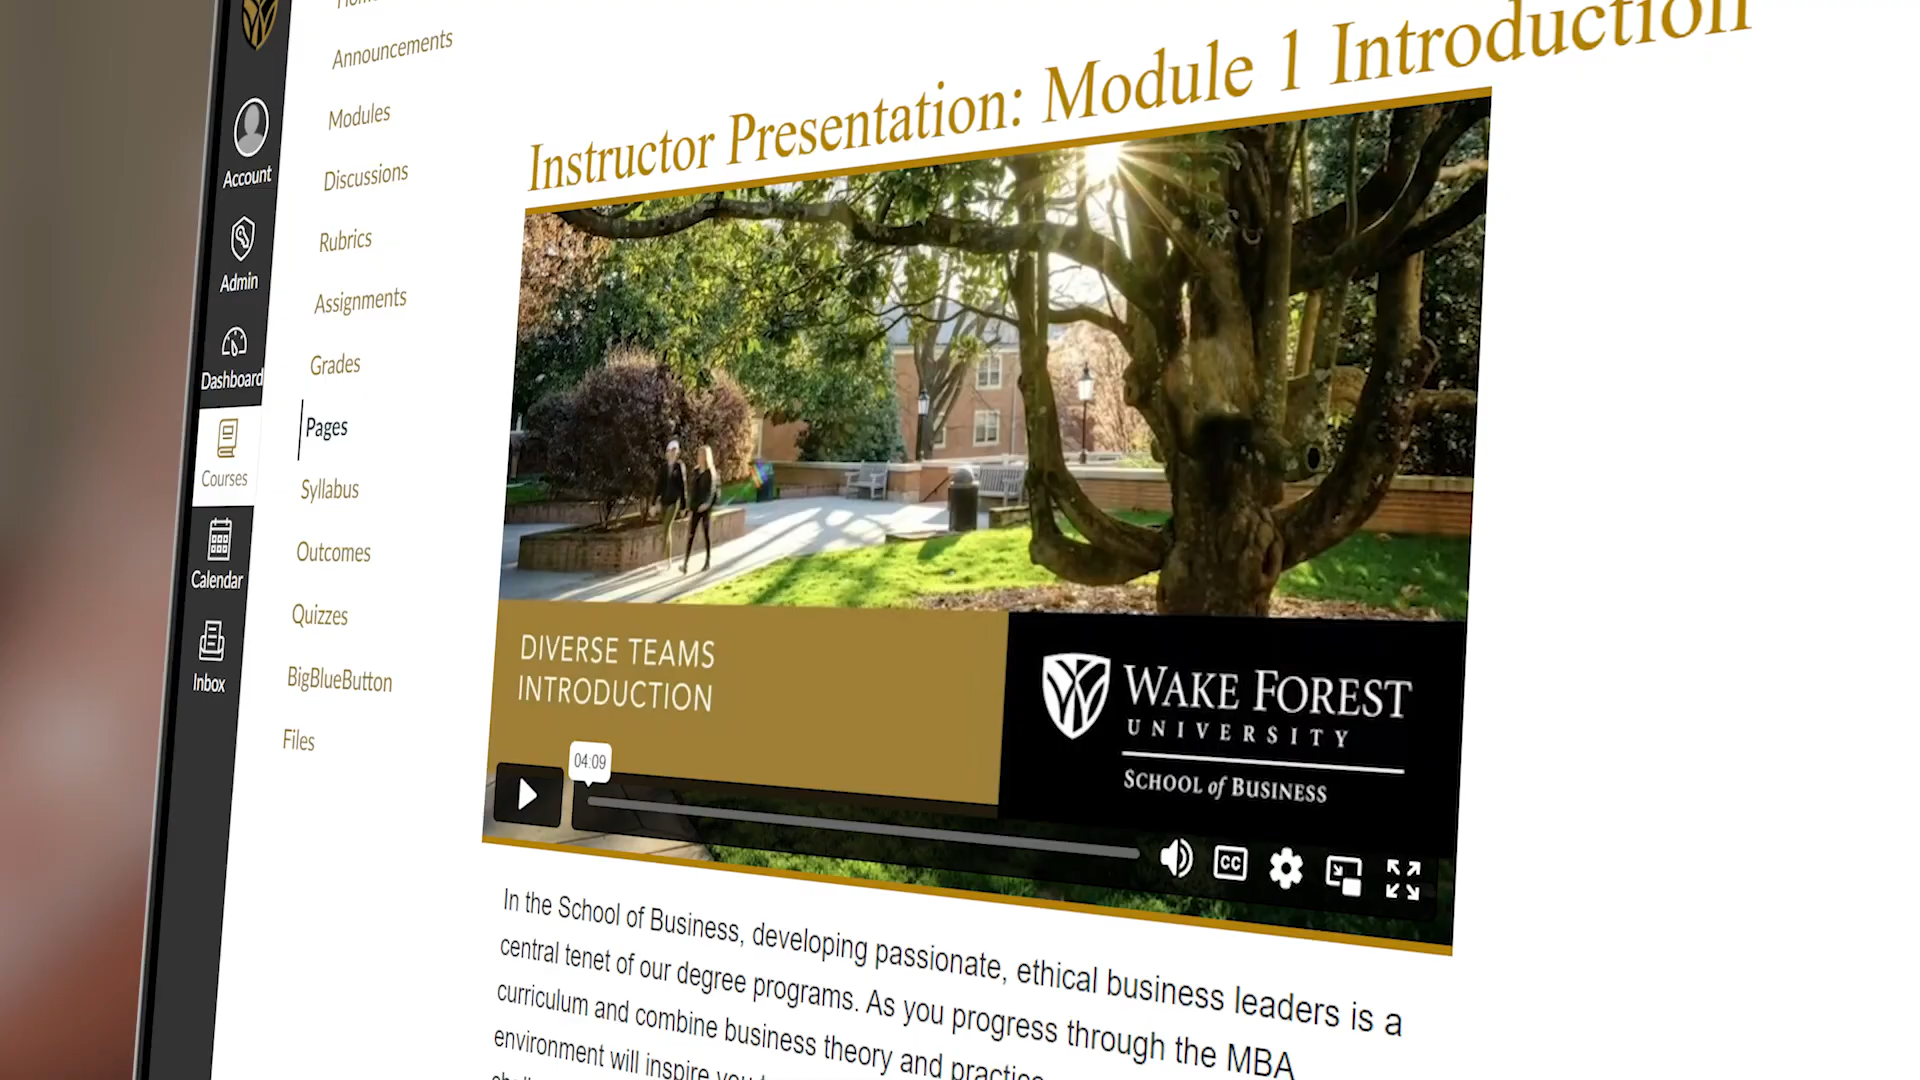 Announcements
Modules
Discussions
Rubrics
Assignments
Grades
Pages
Syllabus
Outcomes
Quizzes
BigBlueButton
Files
Account
Admin
Dashboard
Courses
Calendar
Inbox
Instructor Presentation: Module 1 Introduction
DIVERSE TEAMS
INTRODUCTION
WAKE FOREST
UNIVERSITY
SCHOOL of BUSINESS
04:09
CC
In the School of Business, developing passionate, ethical business leaders is a
central tenet of our degree programs. As you progress through the MBA
curriculum and combine business theory and practice
environment will inspire you